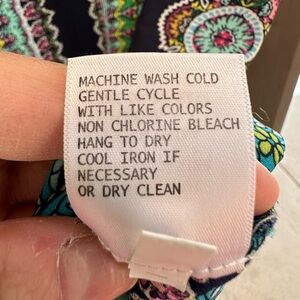 MACHINE WASH COLD
GENTLE CYCLE
WITH LIKE COLORS
NON CHLORINE BLEACH
HANG TO DRY
COOL IRON IF
NECESSARY
OR DRY CLEAN